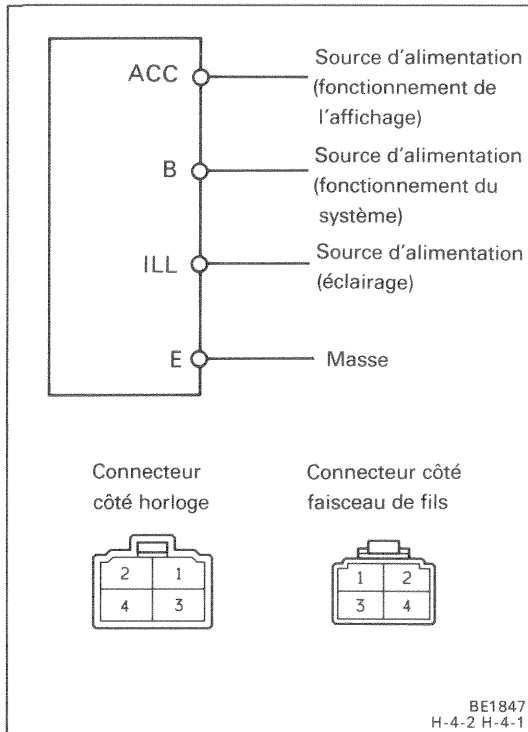 ACC
Source d'alimentation
(fonctionnement de
l'affichage)
B
Source d'alimentation
(fonctionnement du
système)
ILL
Source d'alimentation
(éclairage)
E
Masse
Connecteur
côté horloge
2 1
4 3
Connecteur côté
faisceau de fils
1 2
3 4
BE1847
H-4-2 H-4-1